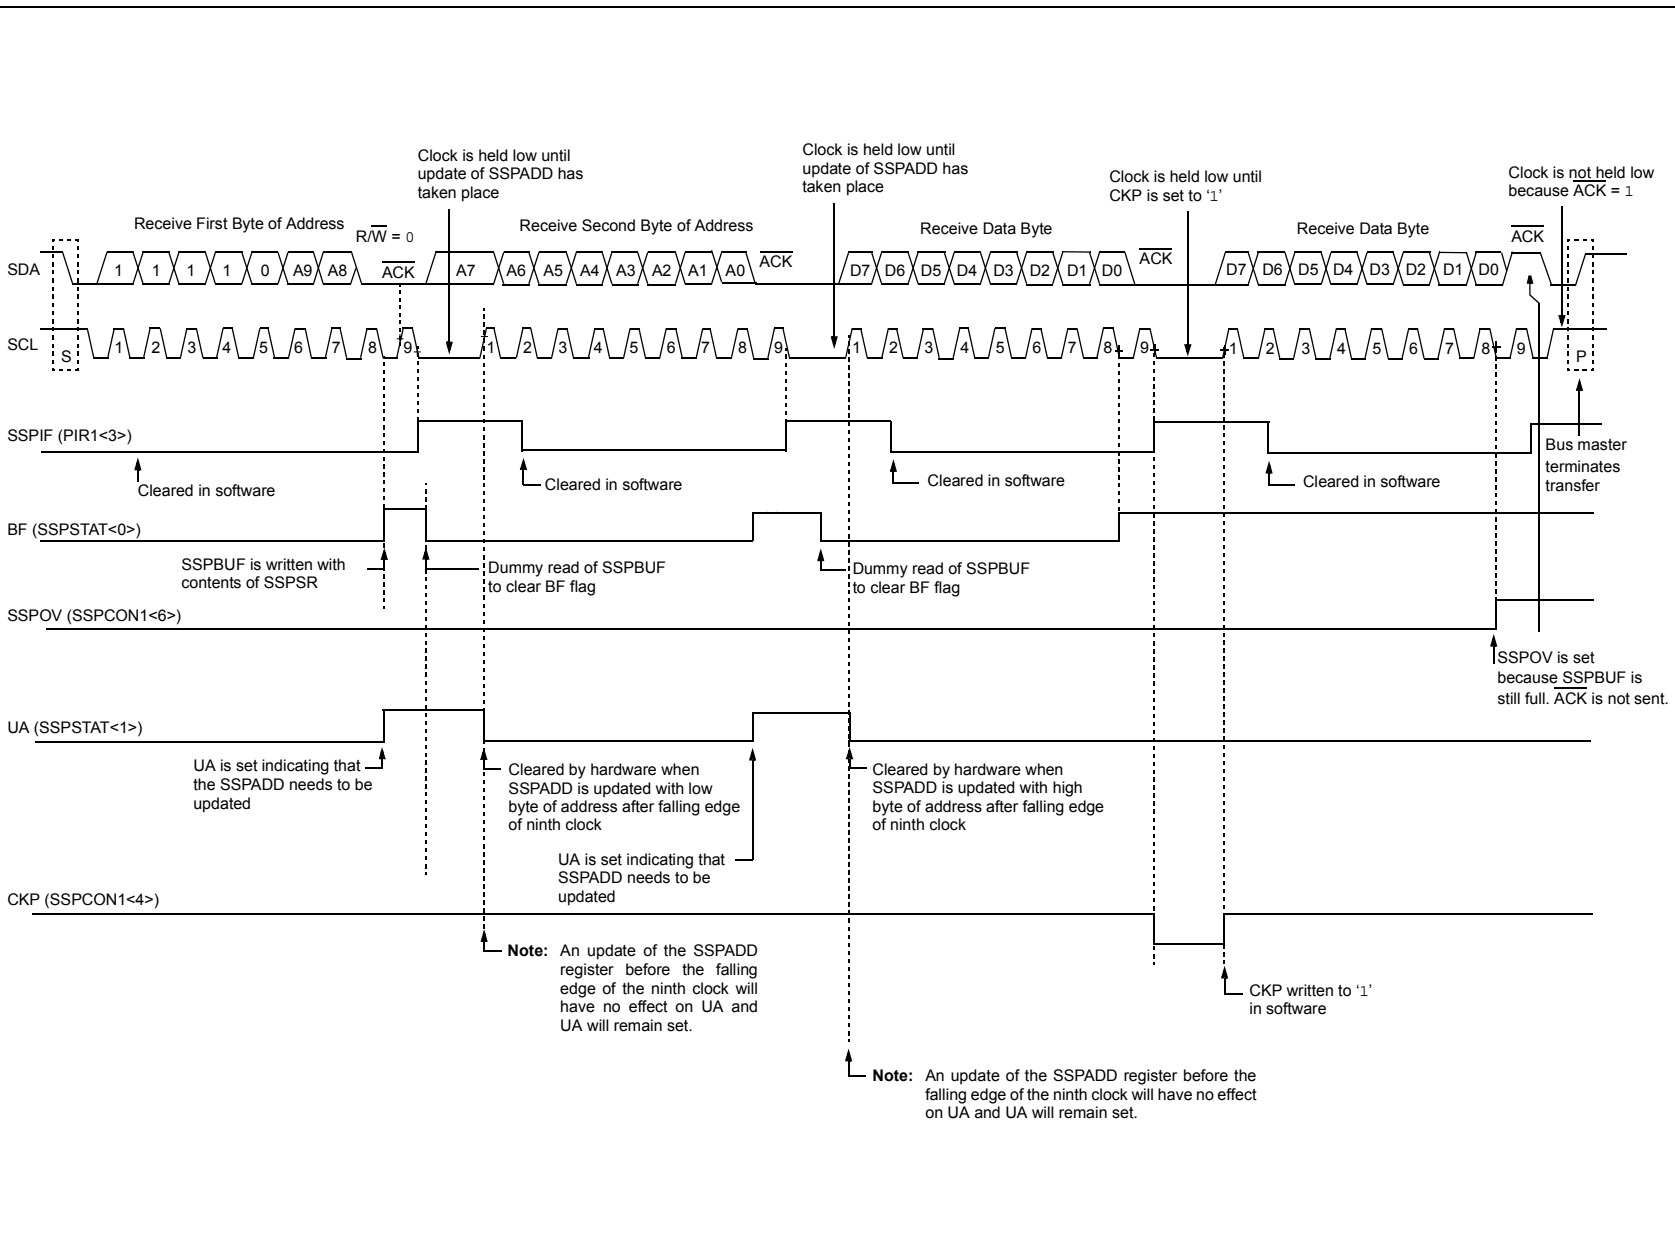 Clock is held low until
update of SSPADD has
taken place
Clock is held low until
update of SSPADD has
taken place
Clock is held low until
CKP is set to ‘1’
Clock is not held low
because ACK = 1
Receive First Byte of Address
R/W = 0
Receive Second Byte of Address
Receive Data Byte
Receive Data Byte
SDA
1 1 1 1 0 A9 A8 ACK A7 A6 A5 A4 A3 A2 A1 A0 ACK D7 D6 D5 D4 D3 D2 D1 D0 ACK D7 D6 D5 D4 D3 D2 D1 D0 ACK
SCL
S 1 2 3 4 5 6 7 8 9 1 2 3 4 5 6 7 8 9 1 2 3 4 5 6 7 8 9 1 2 3 4 5 6 7 8 9 P
SSPIF (PIR1<3>)
Cleared in software
Cleared in software
Cleared in software
Cleared in software
Bus master
terminates
transfer
BF (SSPSTAT<0>)
SSPBUF is written with
contents of SSPSR
Dummy read of SSPBUF
to clear BF flag
Dummy read of SSPBUF
to clear BF flag
SSPOV (SSPCON1<6>)
SSPOV is set
because SSPBUF is
still full. ACK is not sent.
UA (SSPSTAT<1>)
UA is set indicating that
the SSPADD needs to be
updated
Cleared by hardware when
SSPADD is updated with low
byte of address after falling edge
of ninth clock
UA is set indicating that
SSPADD needs to be
updated
Cleared by hardware when
SSPADD is updated with high
byte of address after falling edge
of ninth clock
CKP (SSPCON1<4>)
Note: An update of the SSPADD
register before the falling
edge of the ninth clock will
have no effect on UA and
UA will remain set.
CKP written to ‘1’
in software
Note: An update of the SSPADD register before the
falling edge of the ninth clock will have no effect
on UA and UA will remain set.